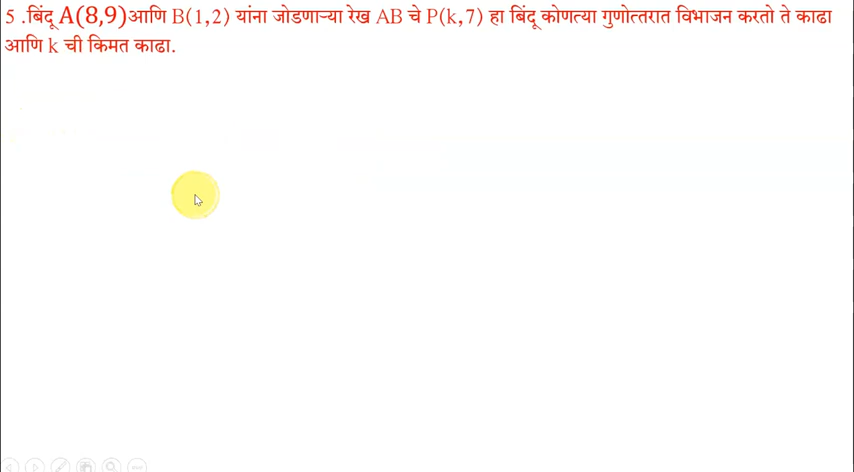 5 .बिंदू A(8,9)आणि B(1,2) यांना जोडणाऱ्या रेख AB चे P(k,7) हा बिंदू कोणत्या गुणोत्तरात विभाजन करतो ते काढा
आणि k ची किमत काढा.